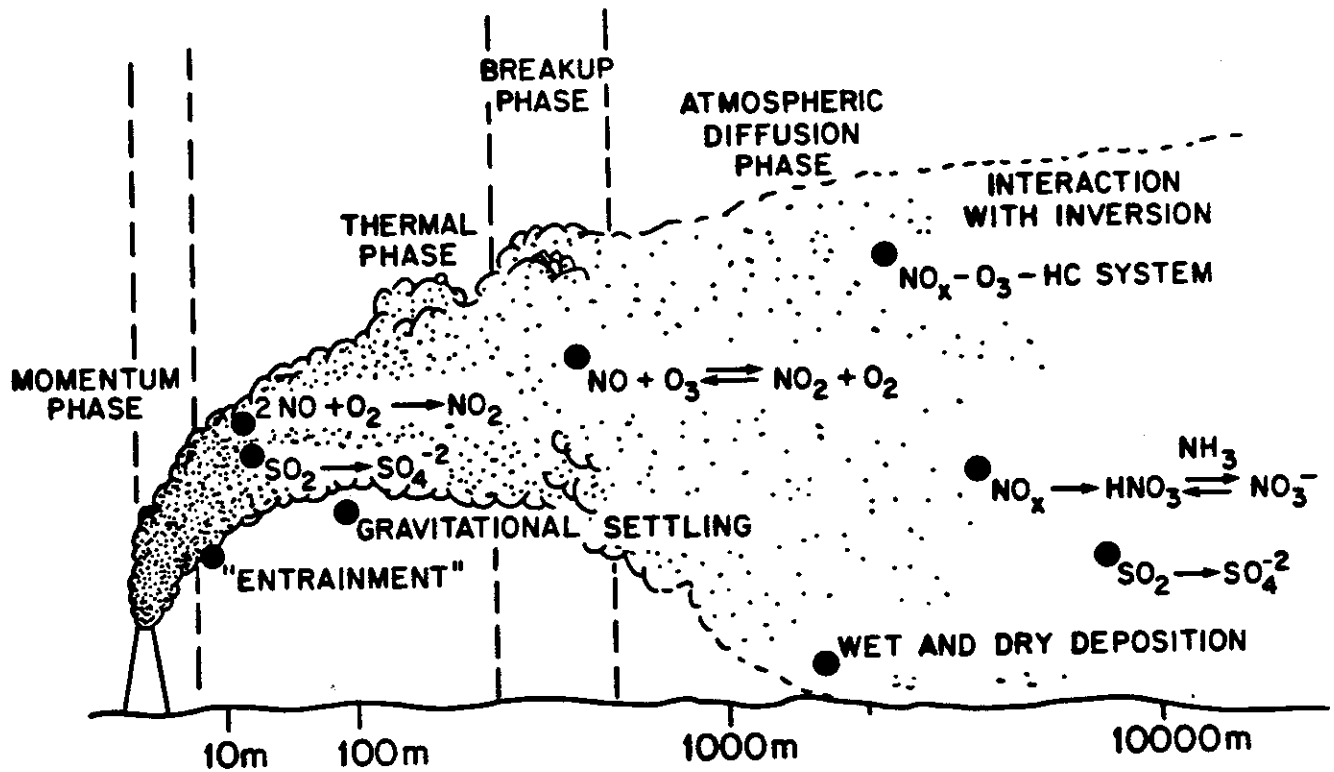 BREAKUP
PHASE
ATMOSPHERIC
DIFFUSION
PHASE
INTERACTION
WITH INVERSION
THERMAL
PHASE
NOₓ-O₃-HC SYSTEM
MOMENTUM
PHASE
NO + O₃ ⇌ NO₂ + O₂
2 NO + O₂ → NO₂
SO₂ → SO₄⁻²
NH₃
NOₓ → HNO₃ ⇌ NO₃⁻
GRAVITATIONAL SETTLING
"ENTRAINMENT"
SO₂ → SO₄⁻²
WET AND DRY DEPOSITION
10m 100m 1000m 10000m